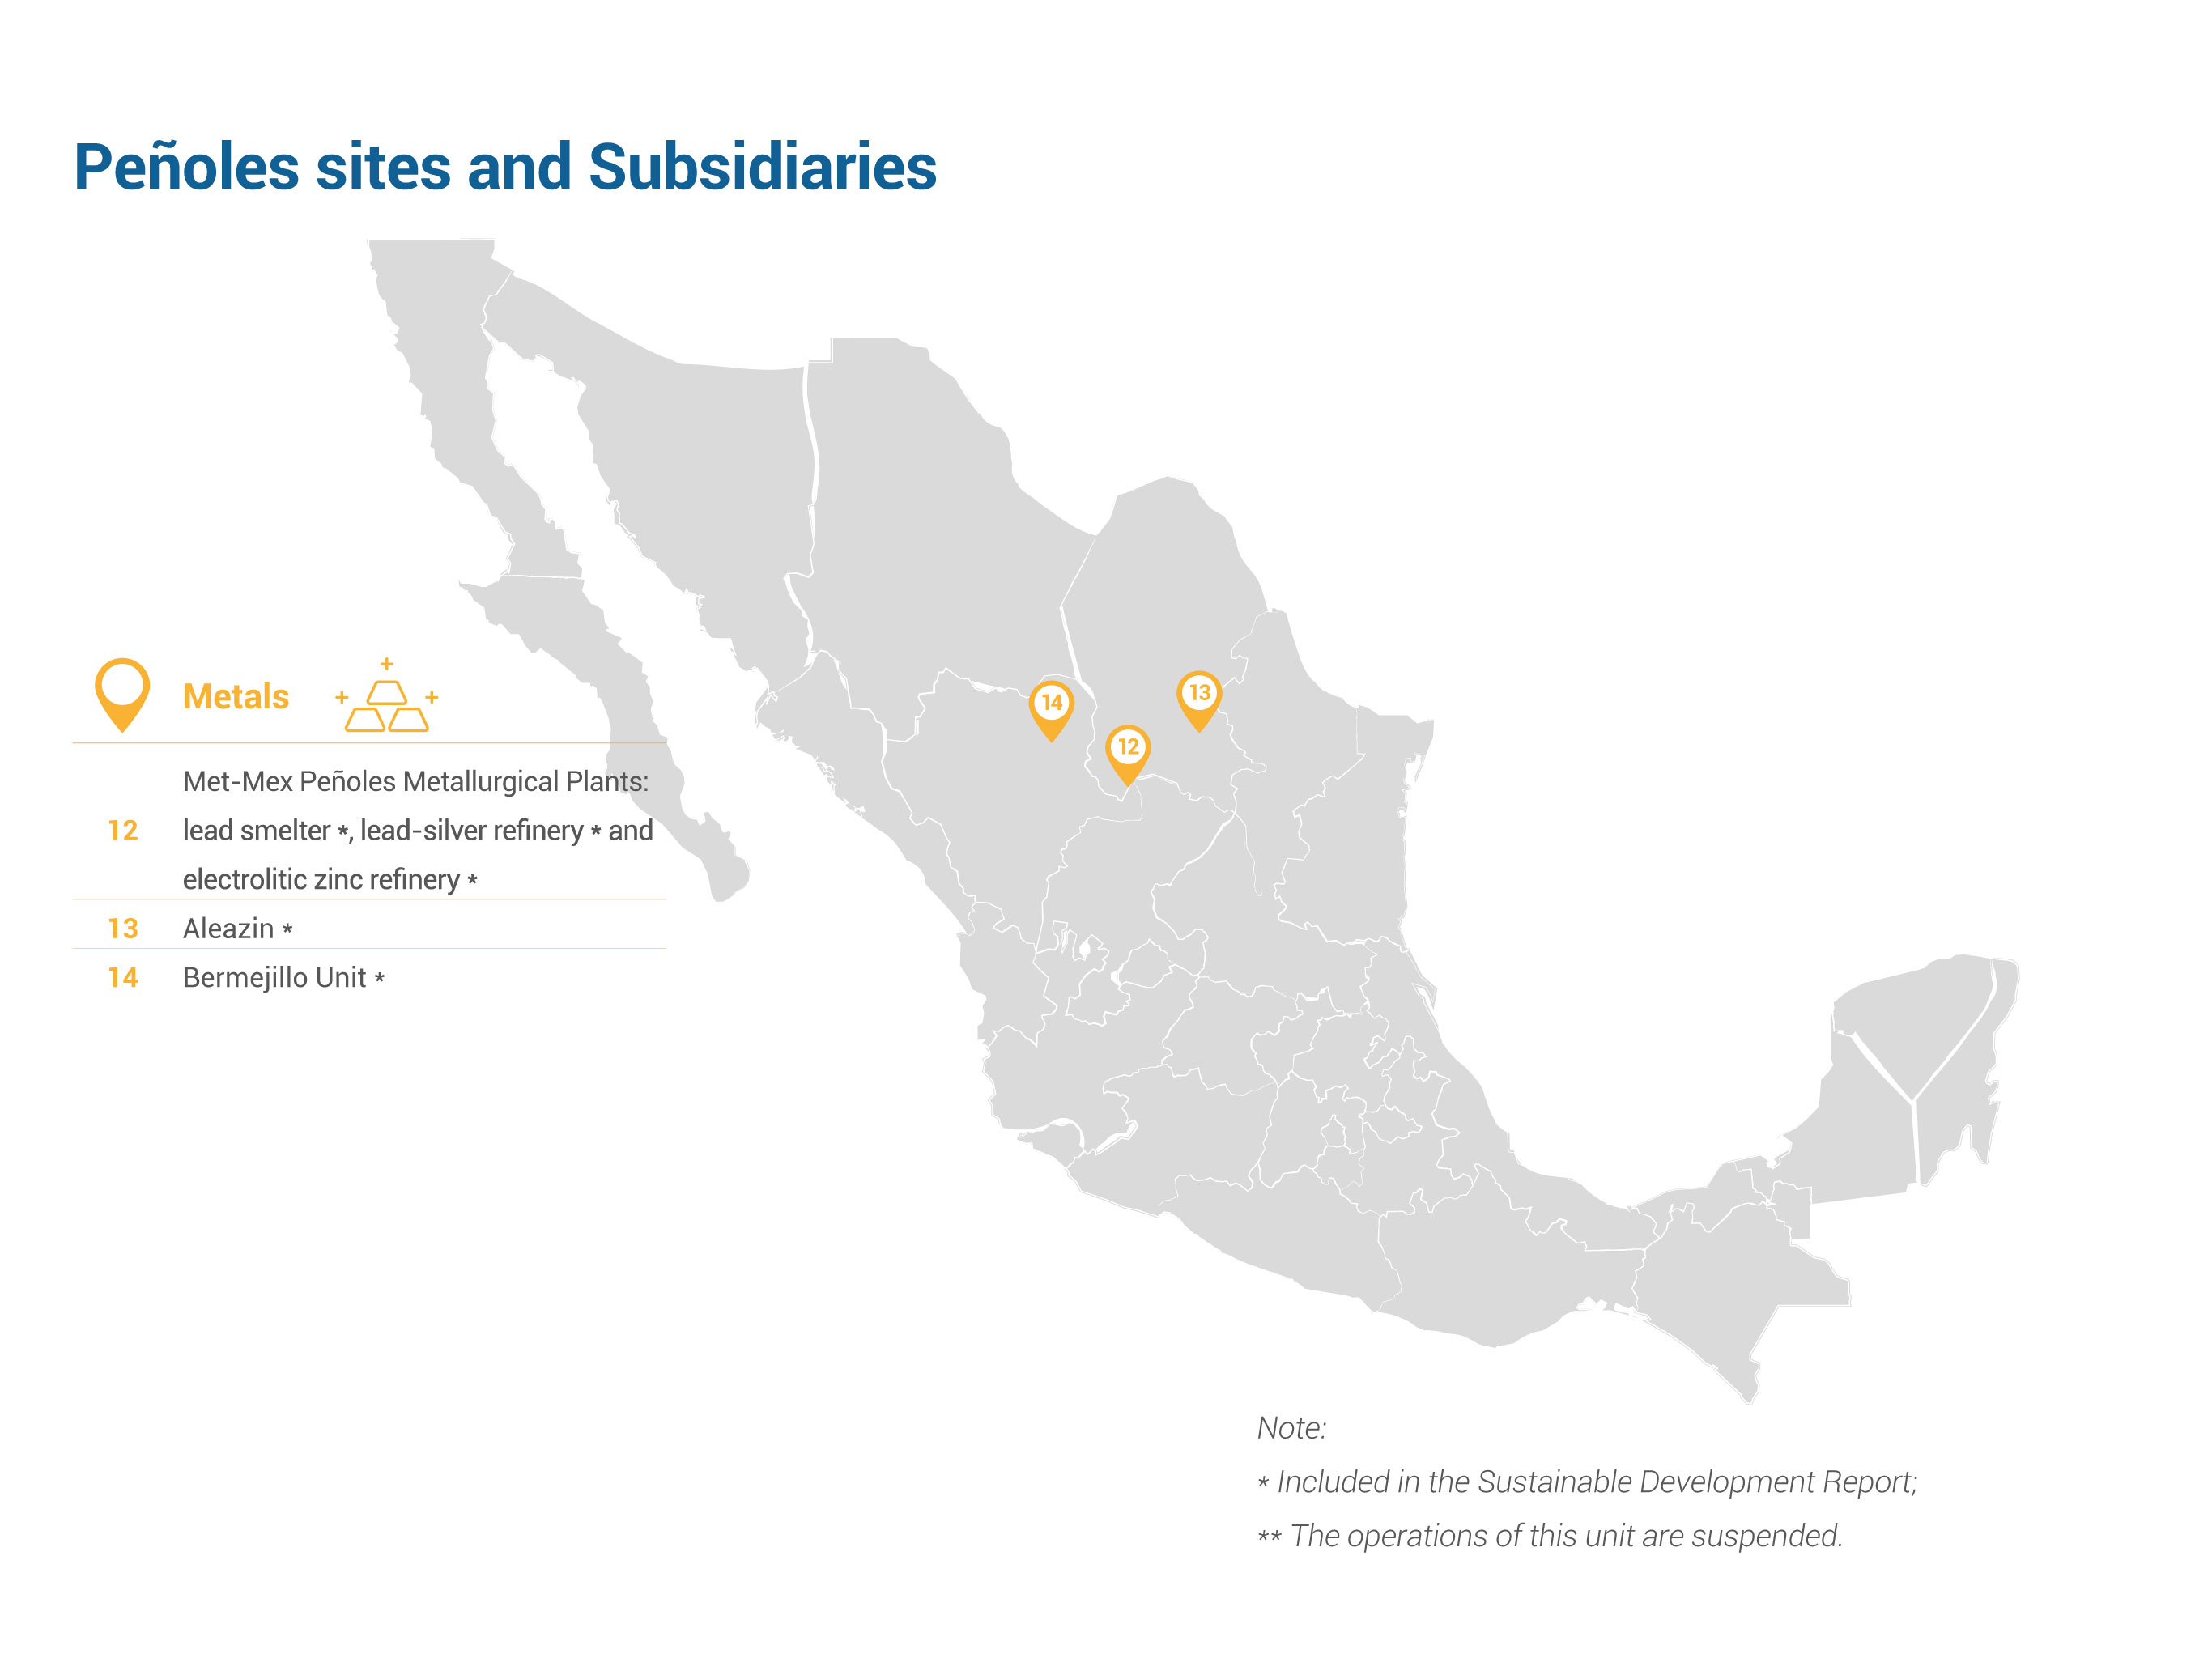 Peñoles sites and Subsidiaries
Metals
Met-Mex Peñoles Metallurgical Plants:
12 lead smelter *, lead-silver refinery * and
electrolitic zinc refinery *
13 Aleazin *
14 Bermejillo Unit *
14
13
12
Note:
* Included in the Sustainable Development Report;
** The operations of this unit are suspended.